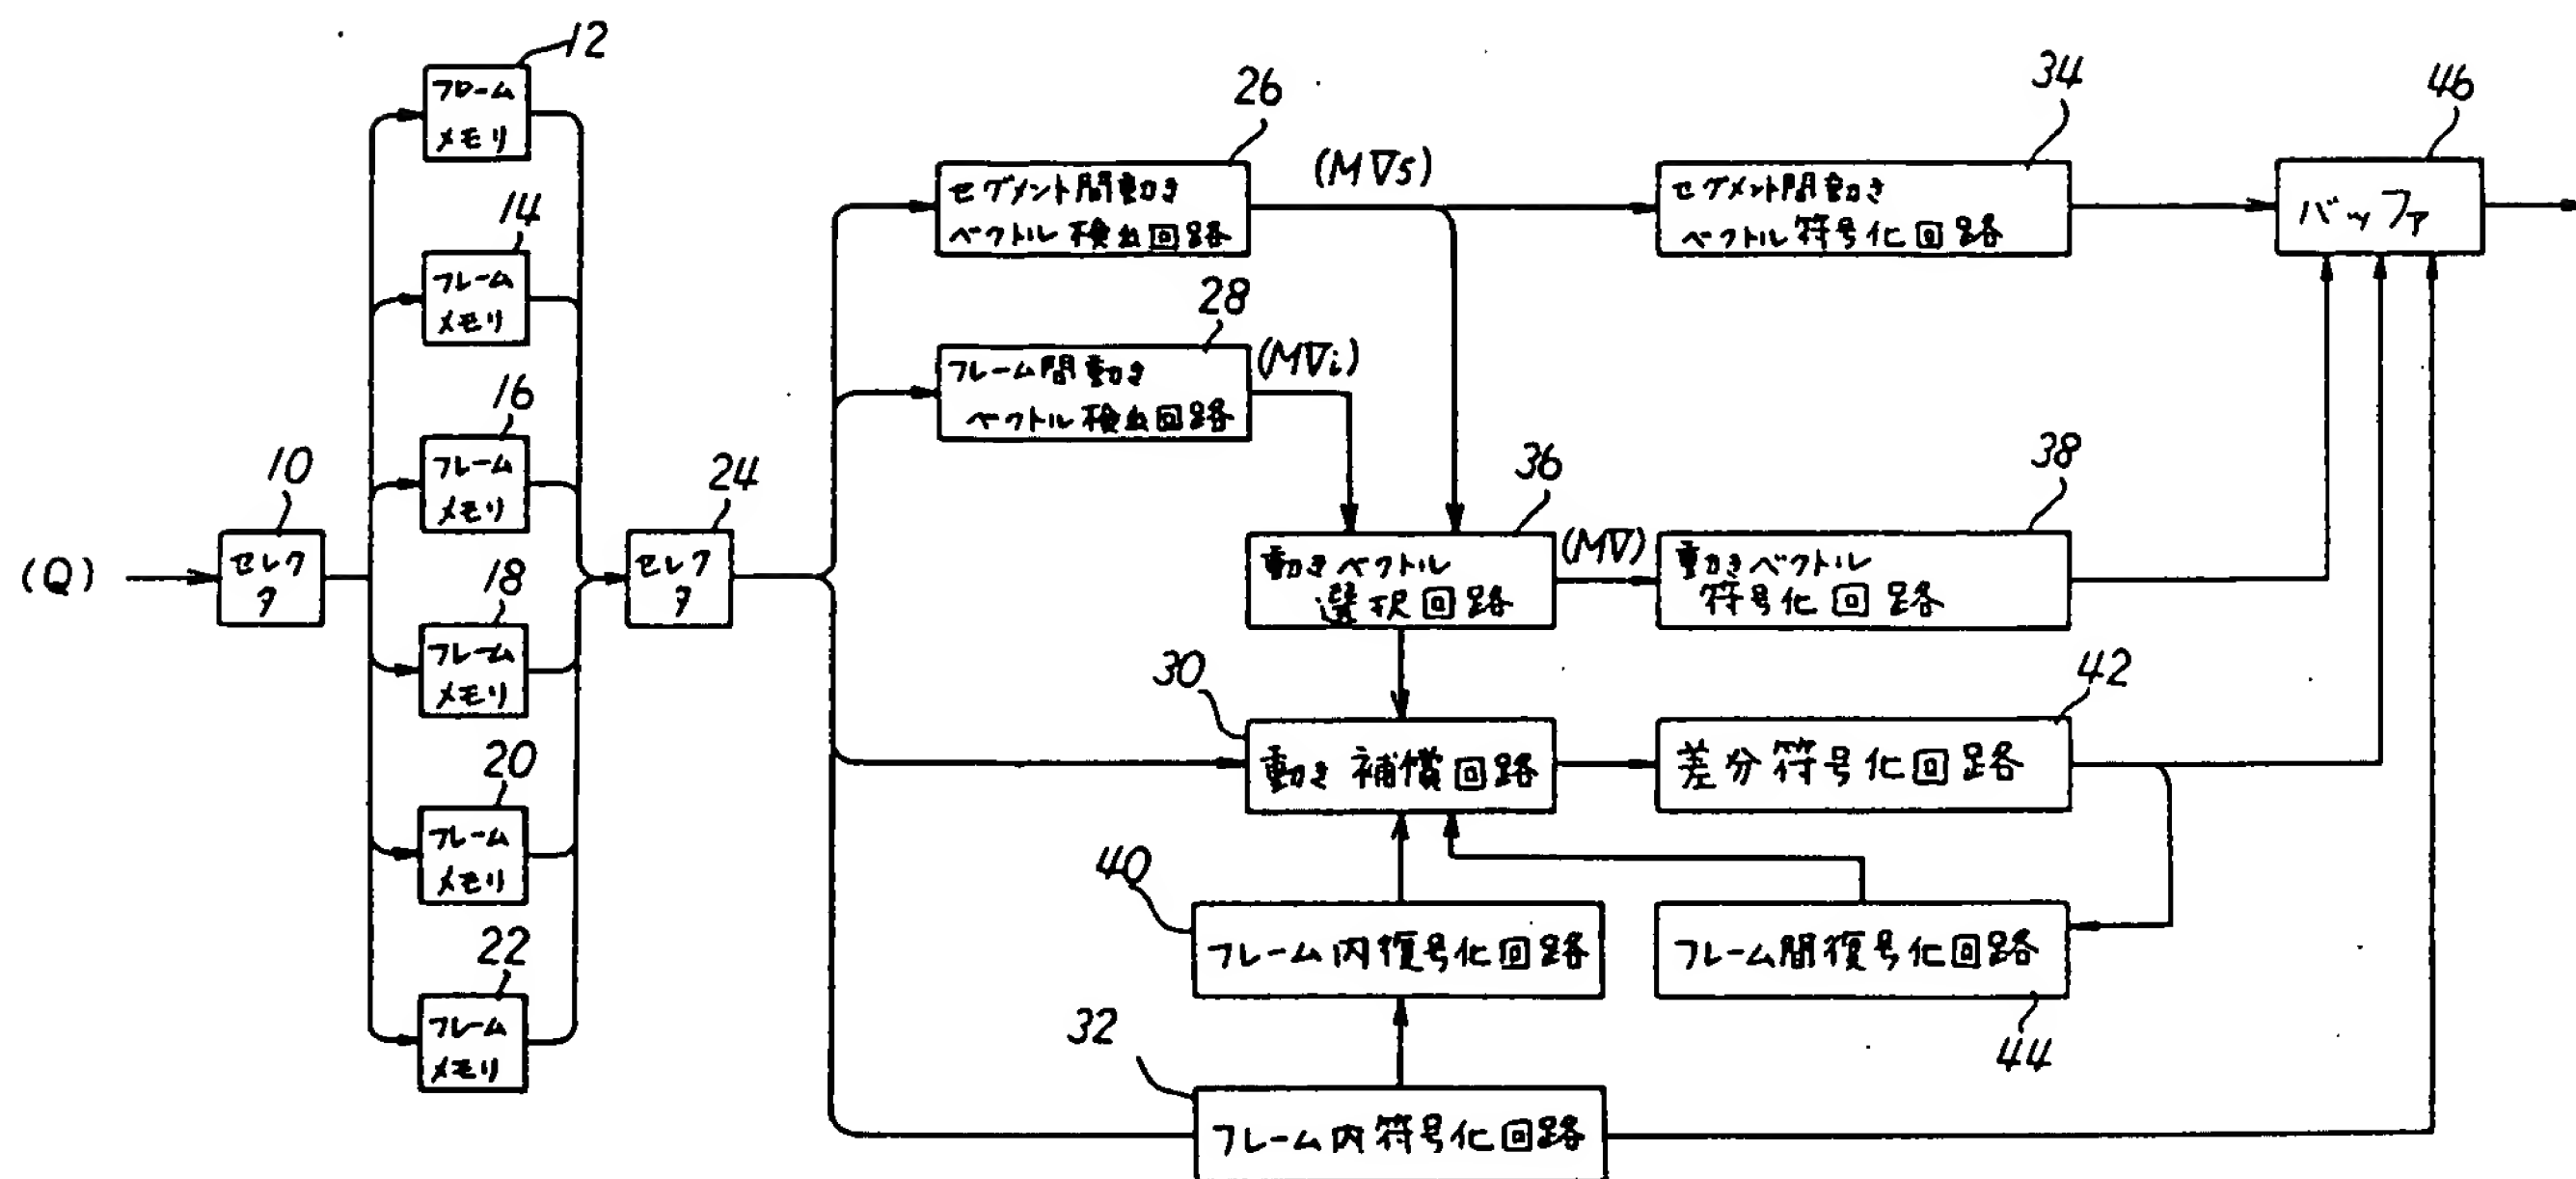 (Q)
10
セレク
タ
12
フレーム
メモリ
14
フレーム
メモリ
16
フレーム
メモリ
18
フレーム
メモリ
20
フレーム
メモリ
22
フレーム
メモリ
24
セレク
タ
26
セグメント間動き
ベクトル検出回路
(MVs)
34
セグメント間動き
ベクトル符号化回路
46
バッファ
28
フレーム間動き
ベクトル検出回路
(MVi)
36
動きベクトル
選択回路
(MV)
38
動きベクトル
符号化回路
30
動き補償回路
42
差分符号化回路
40
フレーム内復号化回路
フレーム間復号化回路
44
32
フレーム内符号化回路